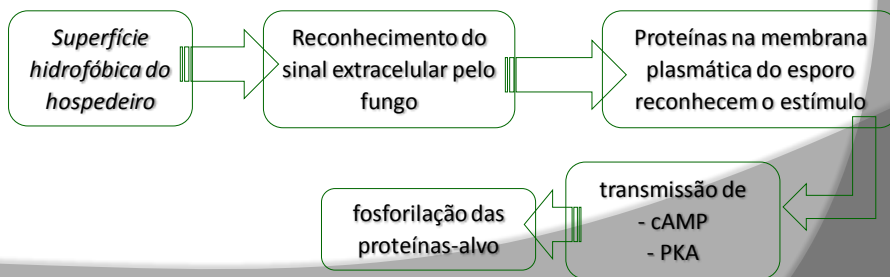 Superfície
hidrofóbica do
hospedeiro
Reconhecimento do
sinal extracelular pelo
fungo
Proteínas na membrana
plasmática do esporo
reconhecem o estímulo
transmissão de
- cAMP
- PKA
fosforilação das
proteínas-alvo